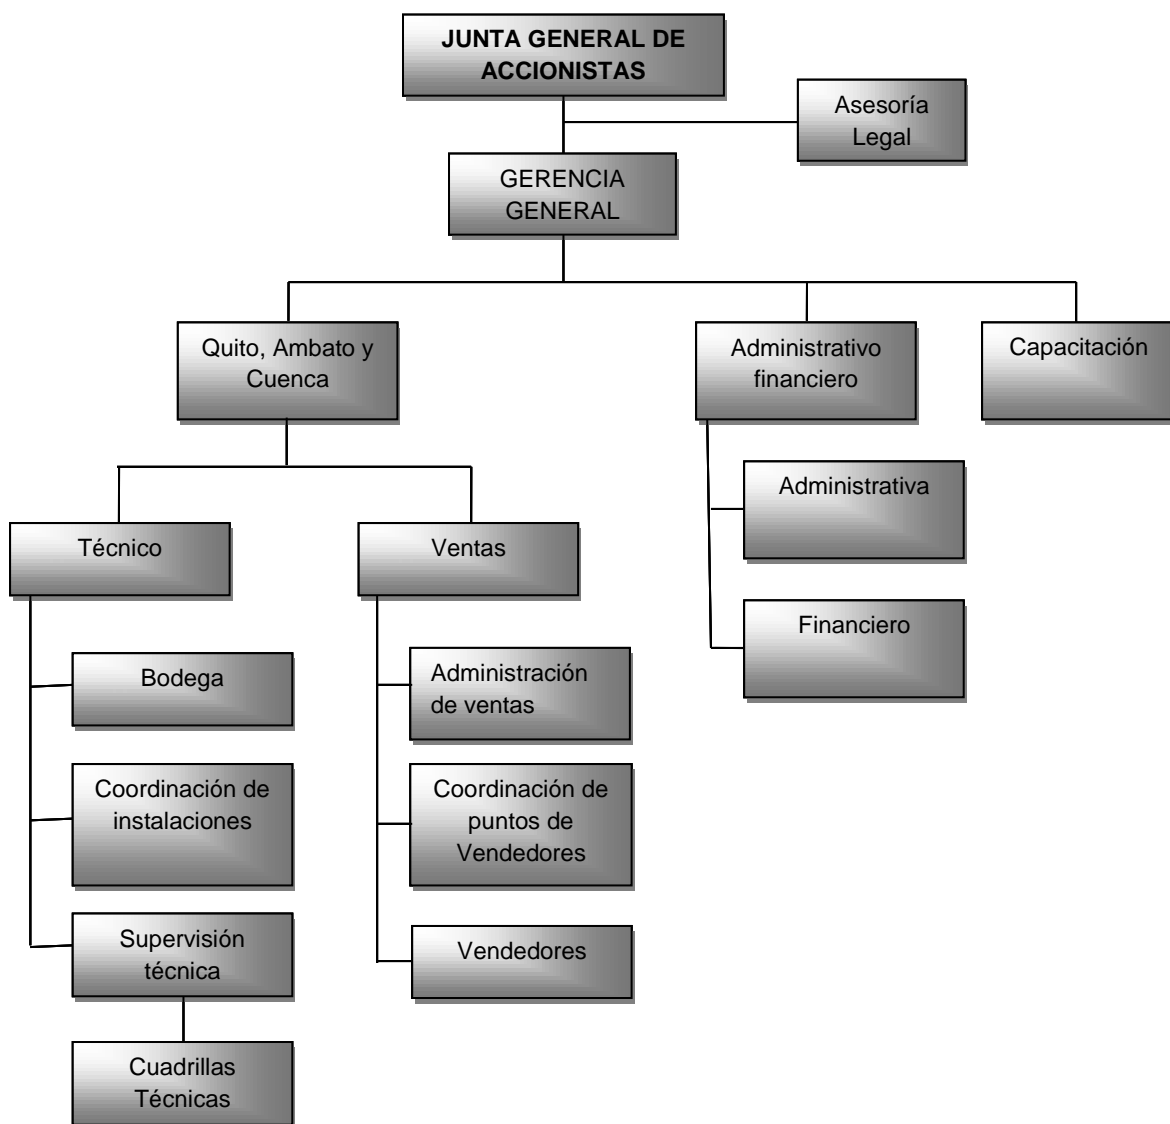 JUNTA GENERAL DE
ACCIONISTAS
Asesoría
Legal
GERENCIA
GENERAL
Quito, Ambato y
Cuenca
Administrativo
financiero
Capacitación
Administrativa
Técnico
Ventas
Financiero
Bodega
Administración
de ventas
Coordinación de
instalaciones
Coordinación de
puntos de
Vendedores
Supervisión
técnica
Vendedores
Cuadrillas
Técnicas